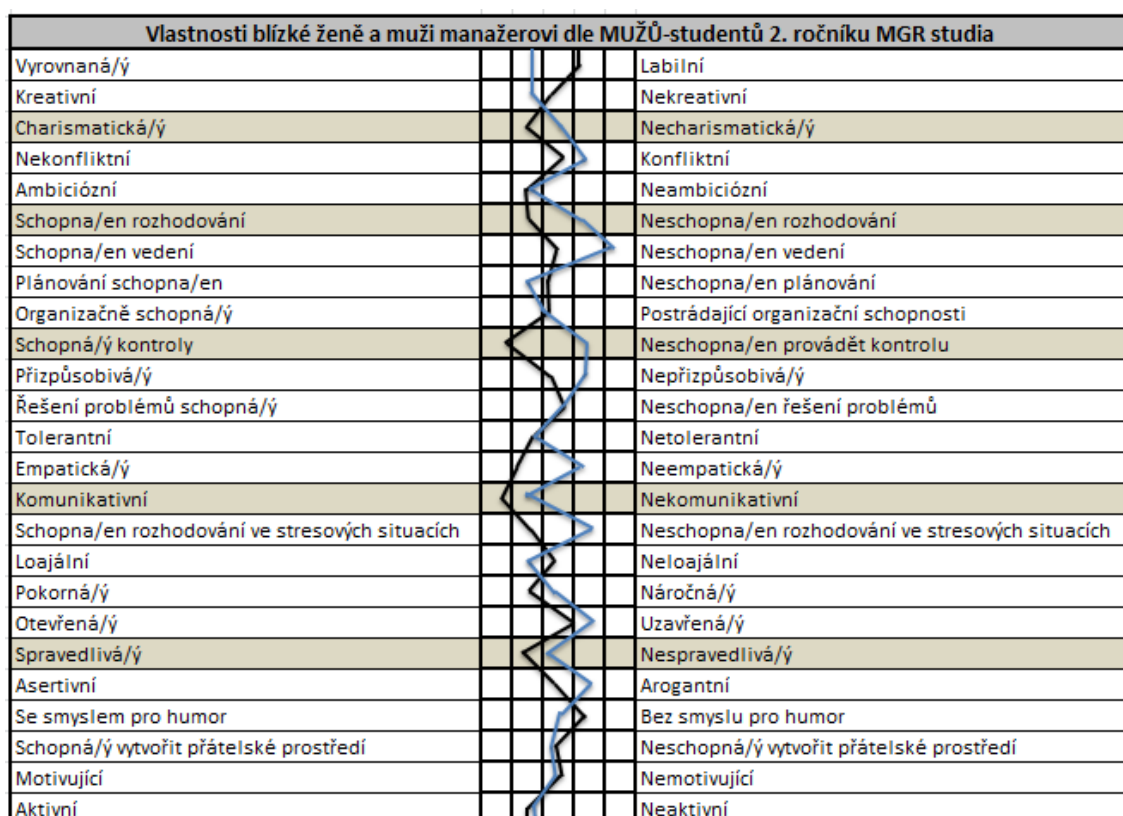 Vlastnosti blízké ženě a muži manažerovi dle MUŽŮ-studentů 2. ročníku MGR studia
Vyrovnaná/ý Labilní
Kreativní Nekreativní
Charismatická/ý Necharismatická/ý
Nekonfliktní Konfliktní
Ambiciózní Neambiciózní
Schopna/en rozhodování Neschopna/en rozhodování
Schopna/en vedení Neschopna/en vedení
Plánování schopna/en Neschopna/en plánování
Organizačně schopná/ý Postrádající organizační schopnosti
Schopná/ý kontroly Neschopna/en provádět kontrolu
Přizpůsobivá/ý Nepřizpůsobivá/ý
Řešení problémů schopná/ý Neschopna/en řešení problémů
Tolerantní Netolerantní
Empatická/ý Neempatická/ý
Komunikativní Nekomunikativní
Schopna/en rozhodování ve stresových situacích Neschopna/en rozhodování ve stresových situacích
Loajální Neloajální
Pokorná/ý Náročná/ý
Otevřená/ý Uzavřená/ý
Spravedlivá/ý Nespravedlivá/ý
Asertivní Arogantní
Se smyslem pro humor Bez smyslu pro humor
Schopná/ý vytvořit přátelské prostředí Neschopná/ý vytvořit přátelské prostředí
Motivující Nemotivující
Aktivní Neaktivní